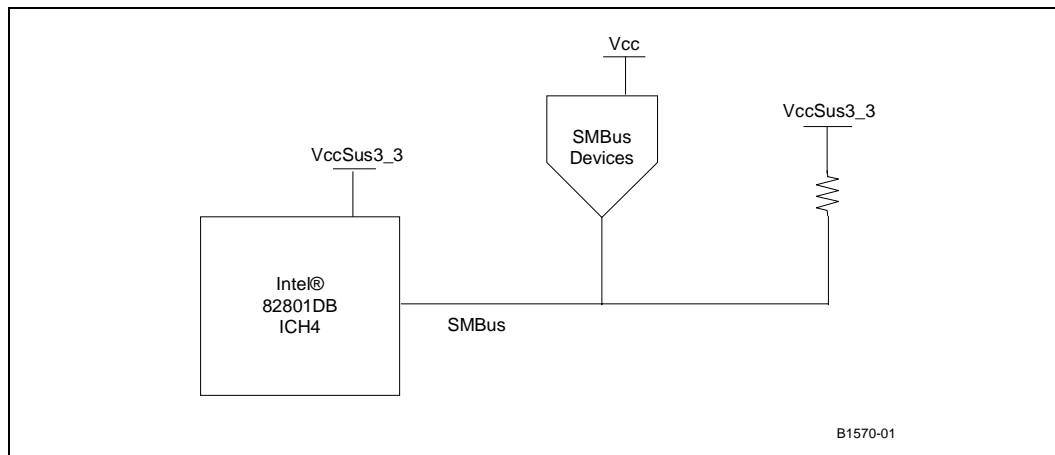 Vcc
VccSus3_3
SMBus
Devices
VccSus3_3
Intel®
82801DB
ICH4
SMBus
B1570-01